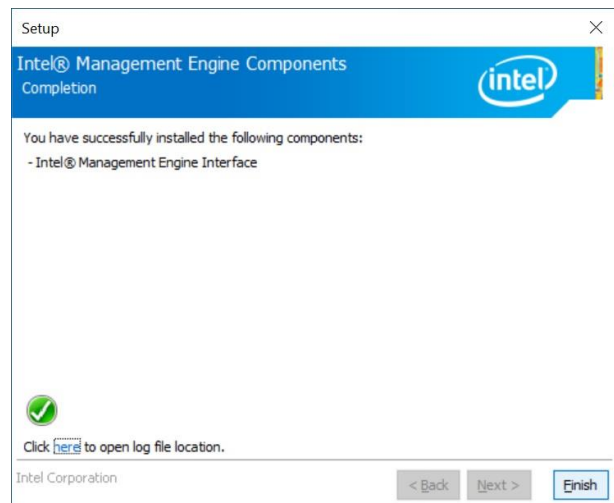 Setup
Intel® Management Engine Components
Completion
intel
You have successfully installed the following components:
- Intel® Management Engine Interface
Click here to open log file location.
Intel Corporation
< Back
Next >
Finish